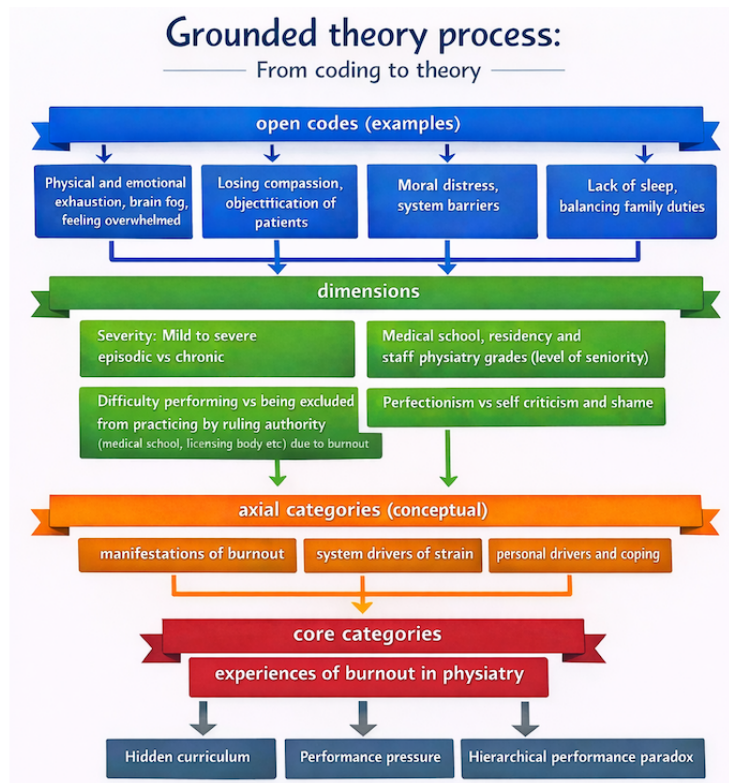 Grounded theory process:
From coding to theory
open codes (examples)
Physical and emotional
exhaustion, brain fog,
feeling overwhelmed
Losing compassion,
objectification of
patients
Moral distress,
system barriers
Lack of sleep,
balancing family duties
dimensions
Severity: Mild to severe
episodic vs chronic
Medical school, residency and
staff physiatry grades (level of seniority)
Difficulty performing vs being excluded
from practicing by ruling authority
(medical school, licensing body etc) due to burnout
Perfectionism vs self criticism and shame
axial categories (conceptual)
manifestations of burnout
system drivers of strain
personal drivers and coping
core categories
experiences of burnout in physiatry
Hidden curriculum
Performance pressure
Hierarchical performance paradox